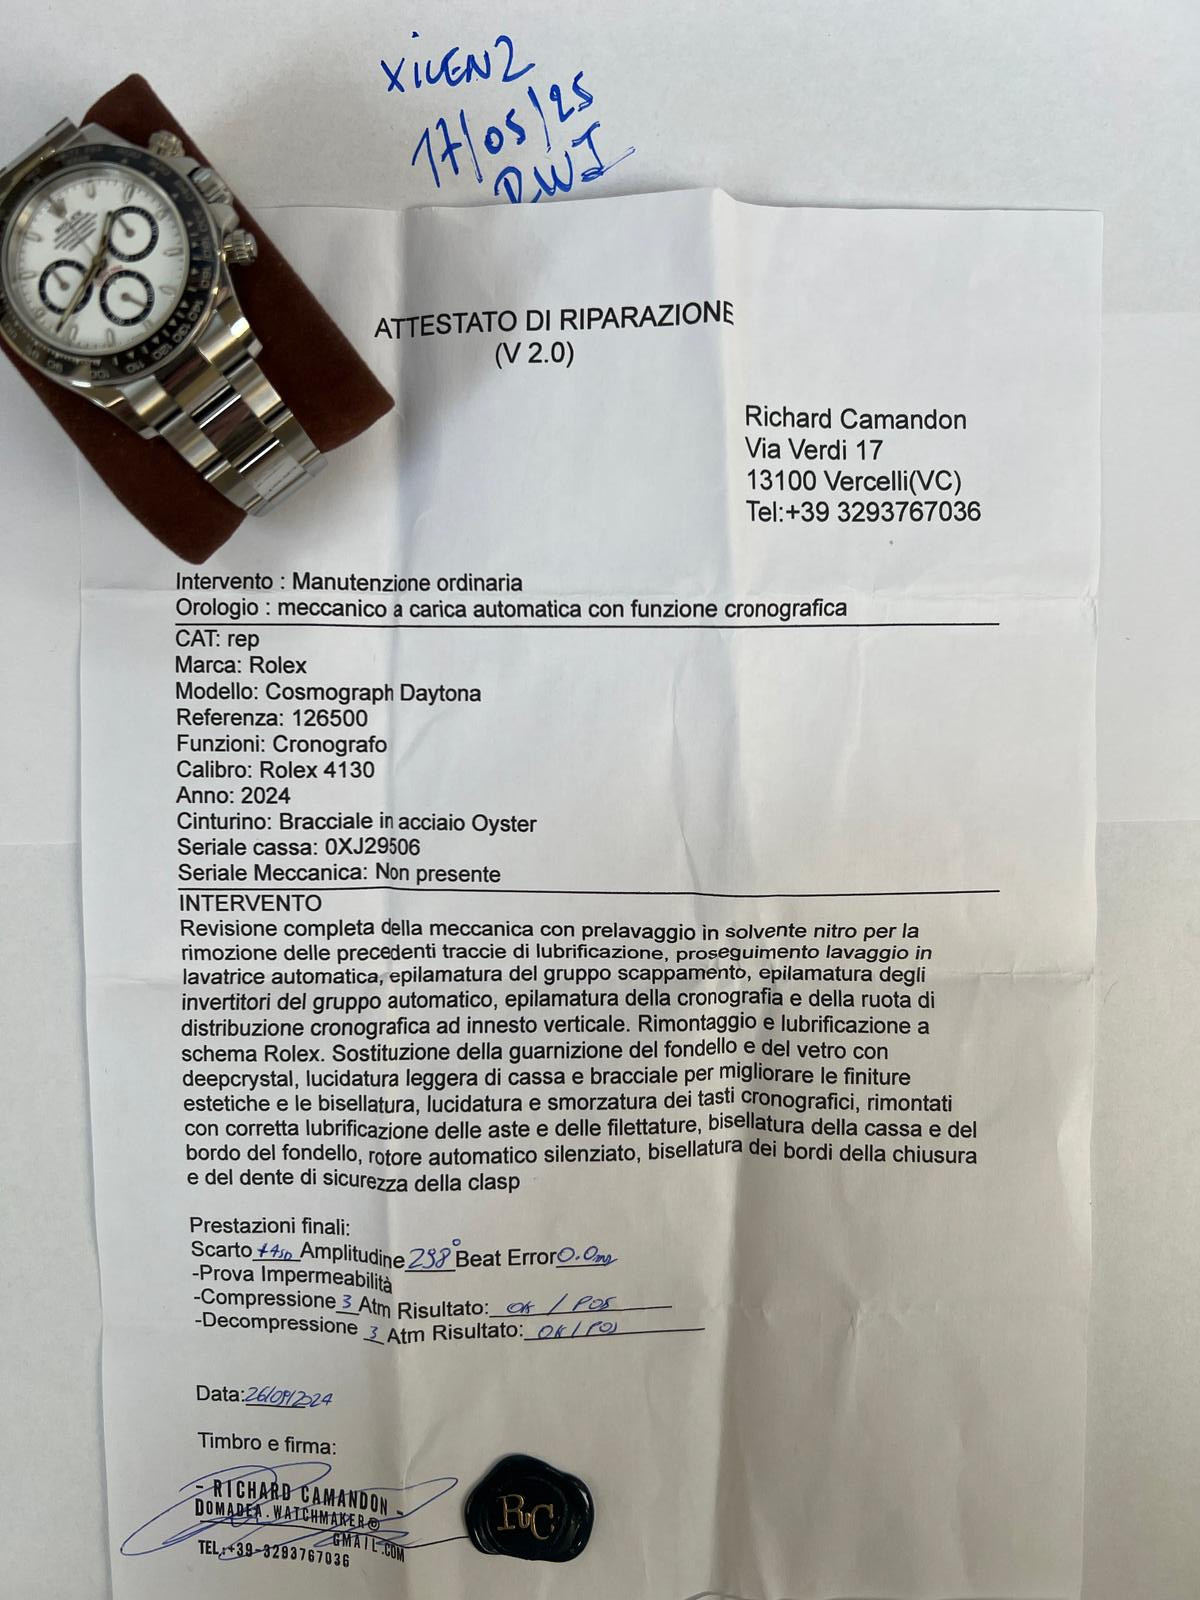 XILEN2
17/05/25
RWI
ATTESTATO DI RIPARAZIONE
(V 2.0)
Richard Camandon
Via Verdi 17
13100 Vercelli(VC)
Tel:+39 3293767036
Intervento : Manutenzione ordinaria
Orologio : meccanico a carica automatica con funzione cronografica
CAT: rep
Marca: Rolex
Modello: Cosmograph Daytona
Referenza: 126500
Funzioni: Cronografo
Calibro: Rolex 4130
Anno: 2024
Cinturino: Bracciale in acciaio Oyster
Seriale cassa: 0XJ29506
Seriale Meccanica: Non presente
INTERVENTO
Revisione completa della meccanica con prelavaggio in solvente nitro per la
rimozione delle precedenti traccie di lubrificazione, proseguimento lavaggio in
lavatrice automatica, epilamatura del gruppo scappamento, epilamatura degli
invertitori del gruppo automatico, epilamatura della cronografia e della ruota di
distribuzione cronografica ad innesto verticale. Rimontaggio e lubrificazione a
schema Rolex. Sostituzione della guarnizione del fondello e del vetro con
deepcrystal, lucidatura leggera di cassa e bracciale per migliorare le finiture
estetiche e le bisellatura, lucidatura e smorzatura dei tasti cronografici, rimontati
con corretta lubrificazione delle aste e delle filettature, bisellatura della cassa e del
bordo del fondello, rotore automatico silenziato, bisellatura dei bordi della chiusura
e del dente di sicurezza della clasp
Prestazioni finali:
Scarto Amplitudine 298° Beat Error 0.0ms
-Prova Impermeabilità
-Compressione 3 Atm Risultato: OK / POS
-Decompressione 3 Atm Risultato: OK / POS
Data: 26/09/2024
Timbro e firma:
- RICHARD CAMANDON -
DOMADEA.WATCHMAKER@
GMAIL.COM
TEL:+39-3293767036
RC